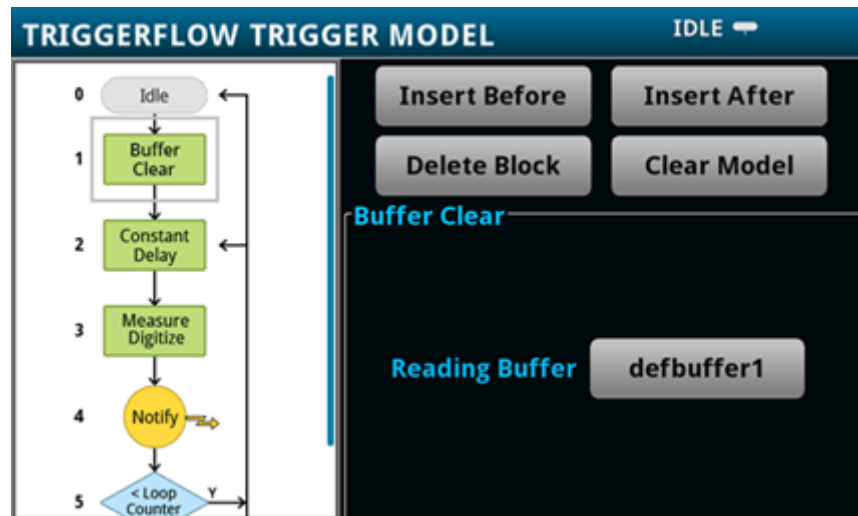 TRIGGERFLOW TRIGGER MODEL
IDLE
0
Idle
1
Buffer
Clear
2
Constant
Delay
3
Measure
Digitize
4
Notify
5
< Loop
Counter
Y
Insert Before
Insert After
Delete Block
Clear Model
Buffer Clear
Reading Buffer
defbuffer1